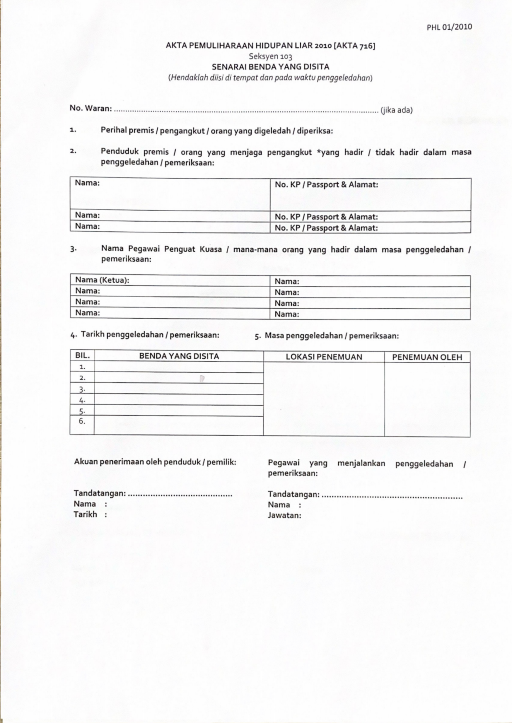 PHL 01/2010
AKTA PEMULIHARAAN HIDUPAN LIAR 2010 [AKTA 716]
Seksyen 103
SENARAI BENDA YANG DISITA
(Hendaklah diisi di tempat dan pada waktu penggeledahan)
No. Waran: .......................................................................................... (jika ada)
1. Perihal premis / pengangkut / orang yang digeledah / diperiksa:
2. Penduduk premis / orang yang menjaga pengangkut *yang hadir / tidak hadir dalam masa
penggeledahan / pemeriksaan:
Nama: No. KP / Passport & Alamat:
Nama: No. KP / Passport & Alamat:
Nama: No. KP / Passport & Alamat:
3. Nama Pegawai Penguat Kuasa / mana-mana orang yang hadir dalam masa penggeledahan /
pemeriksaan:
Nama (Ketua): Nama:
Nama: Nama:
Nama: Nama:
Nama: Nama:
4. Tarikh penggeledahan / pemeriksaan: 5. Masa penggeledahan / pemeriksaan:
BIL. BENDA YANG DISITA LOKASI PENEMUAN PENEMUAN OLEH
1.
2.
3.
4.
5.
6.
Akuan penerimaan oleh penduduk / pemilik:
Pegawai yang menjalankan penggeledahan /
pemeriksaan:
Tandatangan: .......................................
Nama :
Tarikh :
Tandatangan: .....................................................
Nama :
Jawatan: